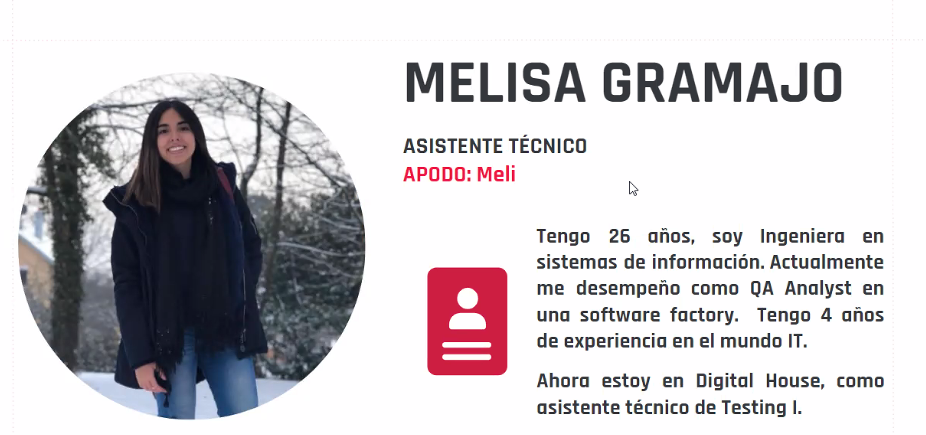 MELISA GRAMAJO
ASISTENTE TÉCNICO
APODO: Meli
Tengo 26 años, soy Ingeniera en
sistemas de información. Actualmente
me desempeño como QA Analyst en
una software factory. Tengo 4 años
de experiencia en el mundo IT.
Ahora estoy en Digital House, como
asistente técnico de Testing I.